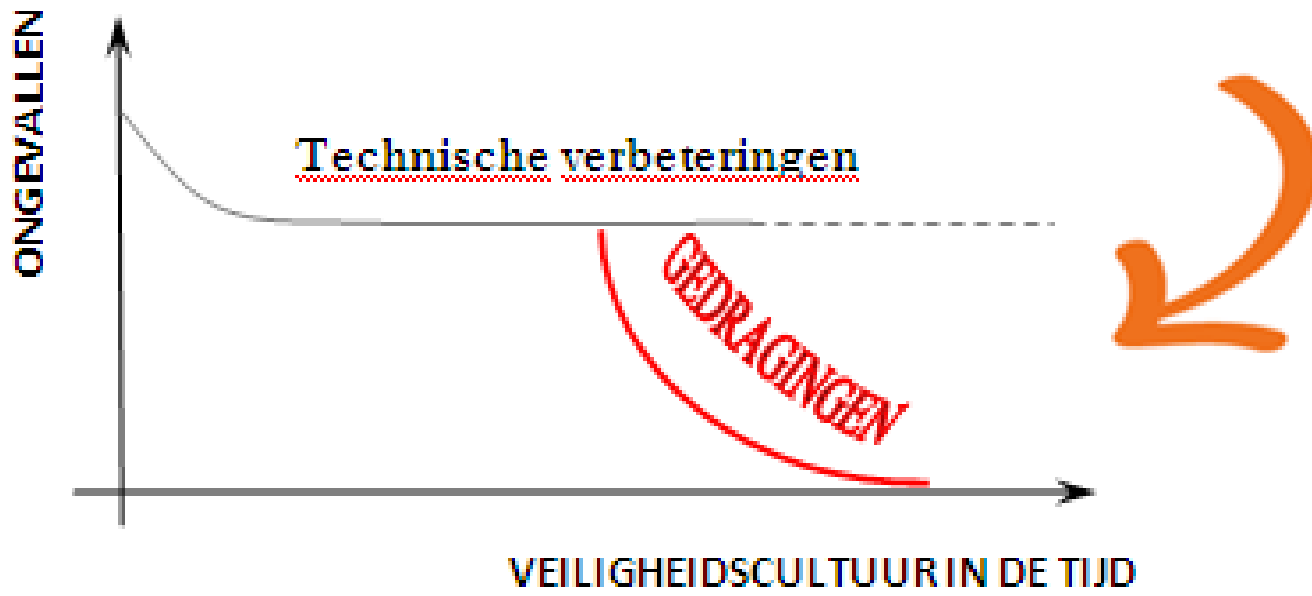 ONGEVALLEN
Technische verbeteringen
GEDRAGINGEN
VEILIGHEIDSCULTUUR IN DE TIJD